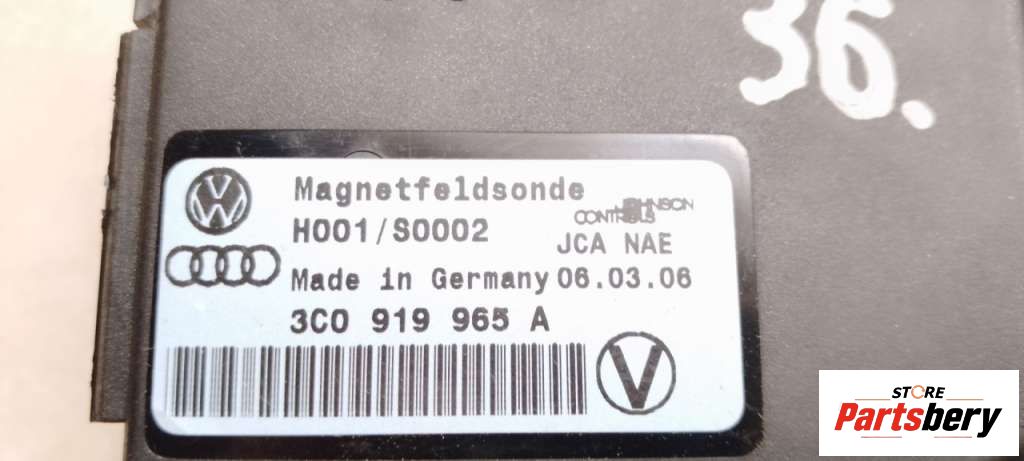 36.
Magnetfeldsonde
H001/S0002
JOHNSON
CONTROLS
JCA NAE
Made in Germany 06.03.06
3C0 919 965 A
V
STORE
Partsbery